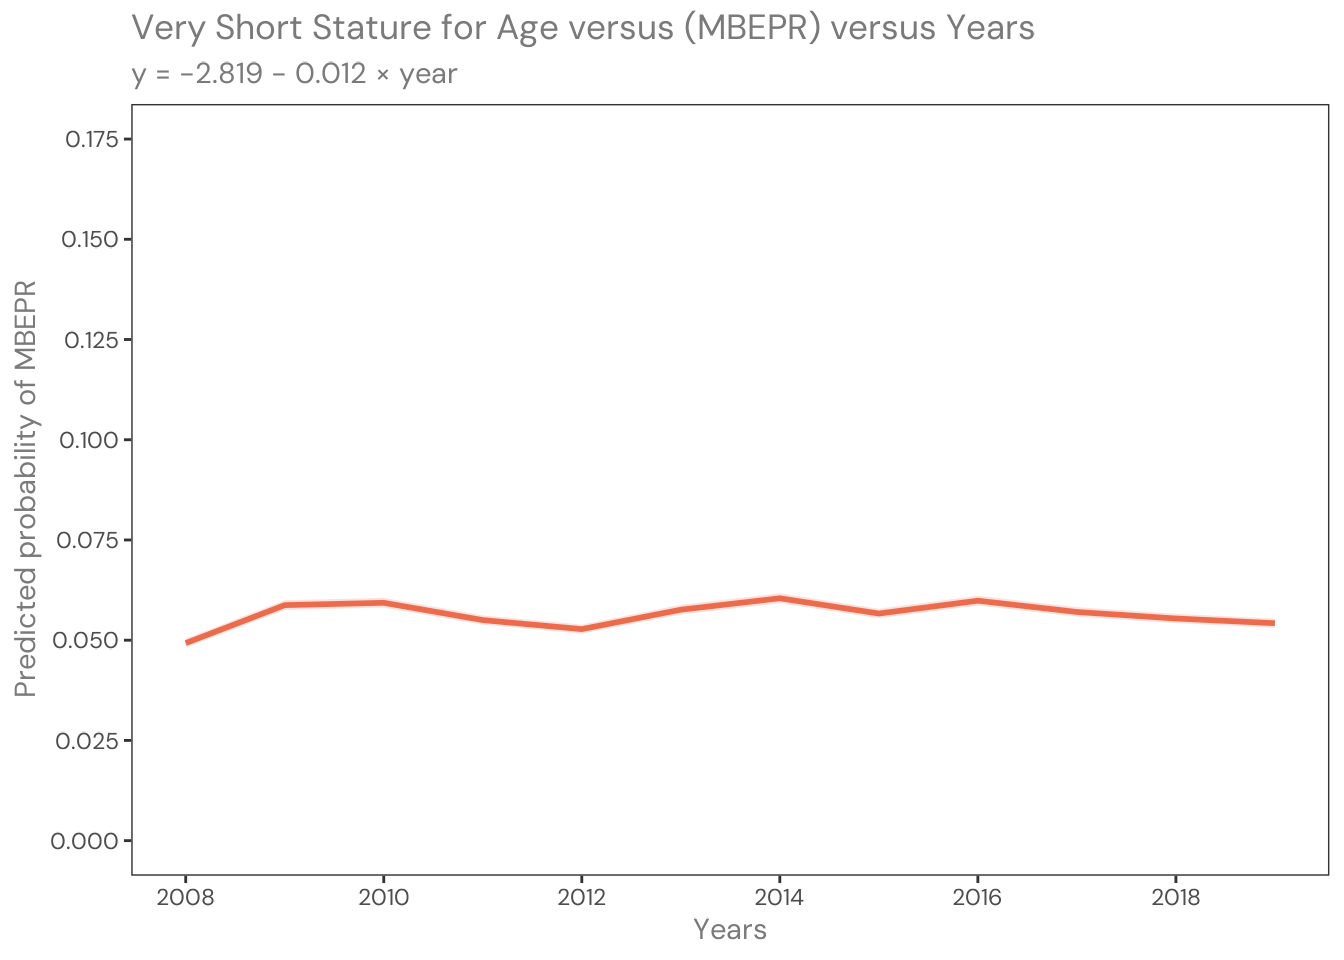 Very Short Stature for Age versus (MBEPR) versus Years
y = −2.819 − 0.012 × year
Predicted probability of MBEPR
0.175
0.150
0.125
0.100
0.075
0.050
0.025
0.000
2008 2010 2012 2014 2016 2018
Years